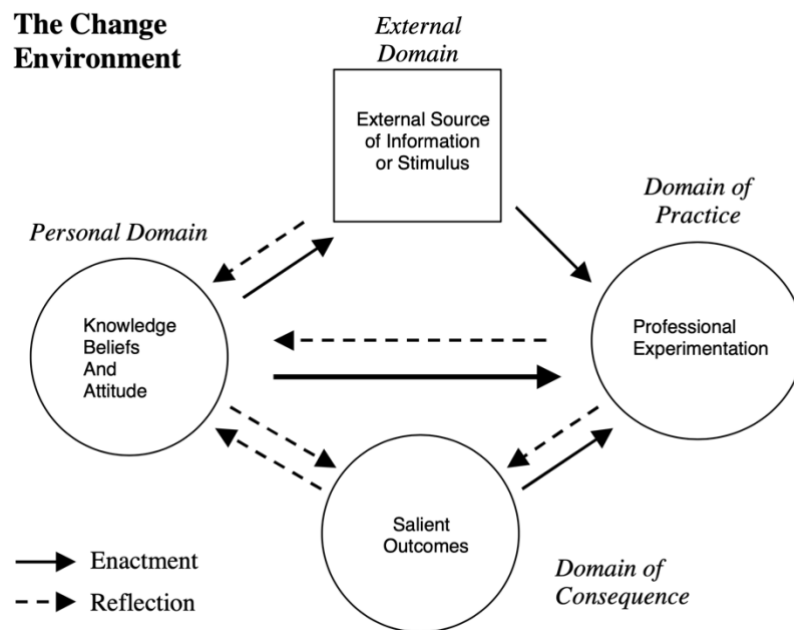 The Change
Environment
External
Domain
External Source
of Information
or Stimulus
Domain of
Practice
Personal Domain
Knowledge
Beliefs
And
Attitude
Professional
Experimentation
Salient
Outcomes
Enactment
Reflection
Domain of
Consequence